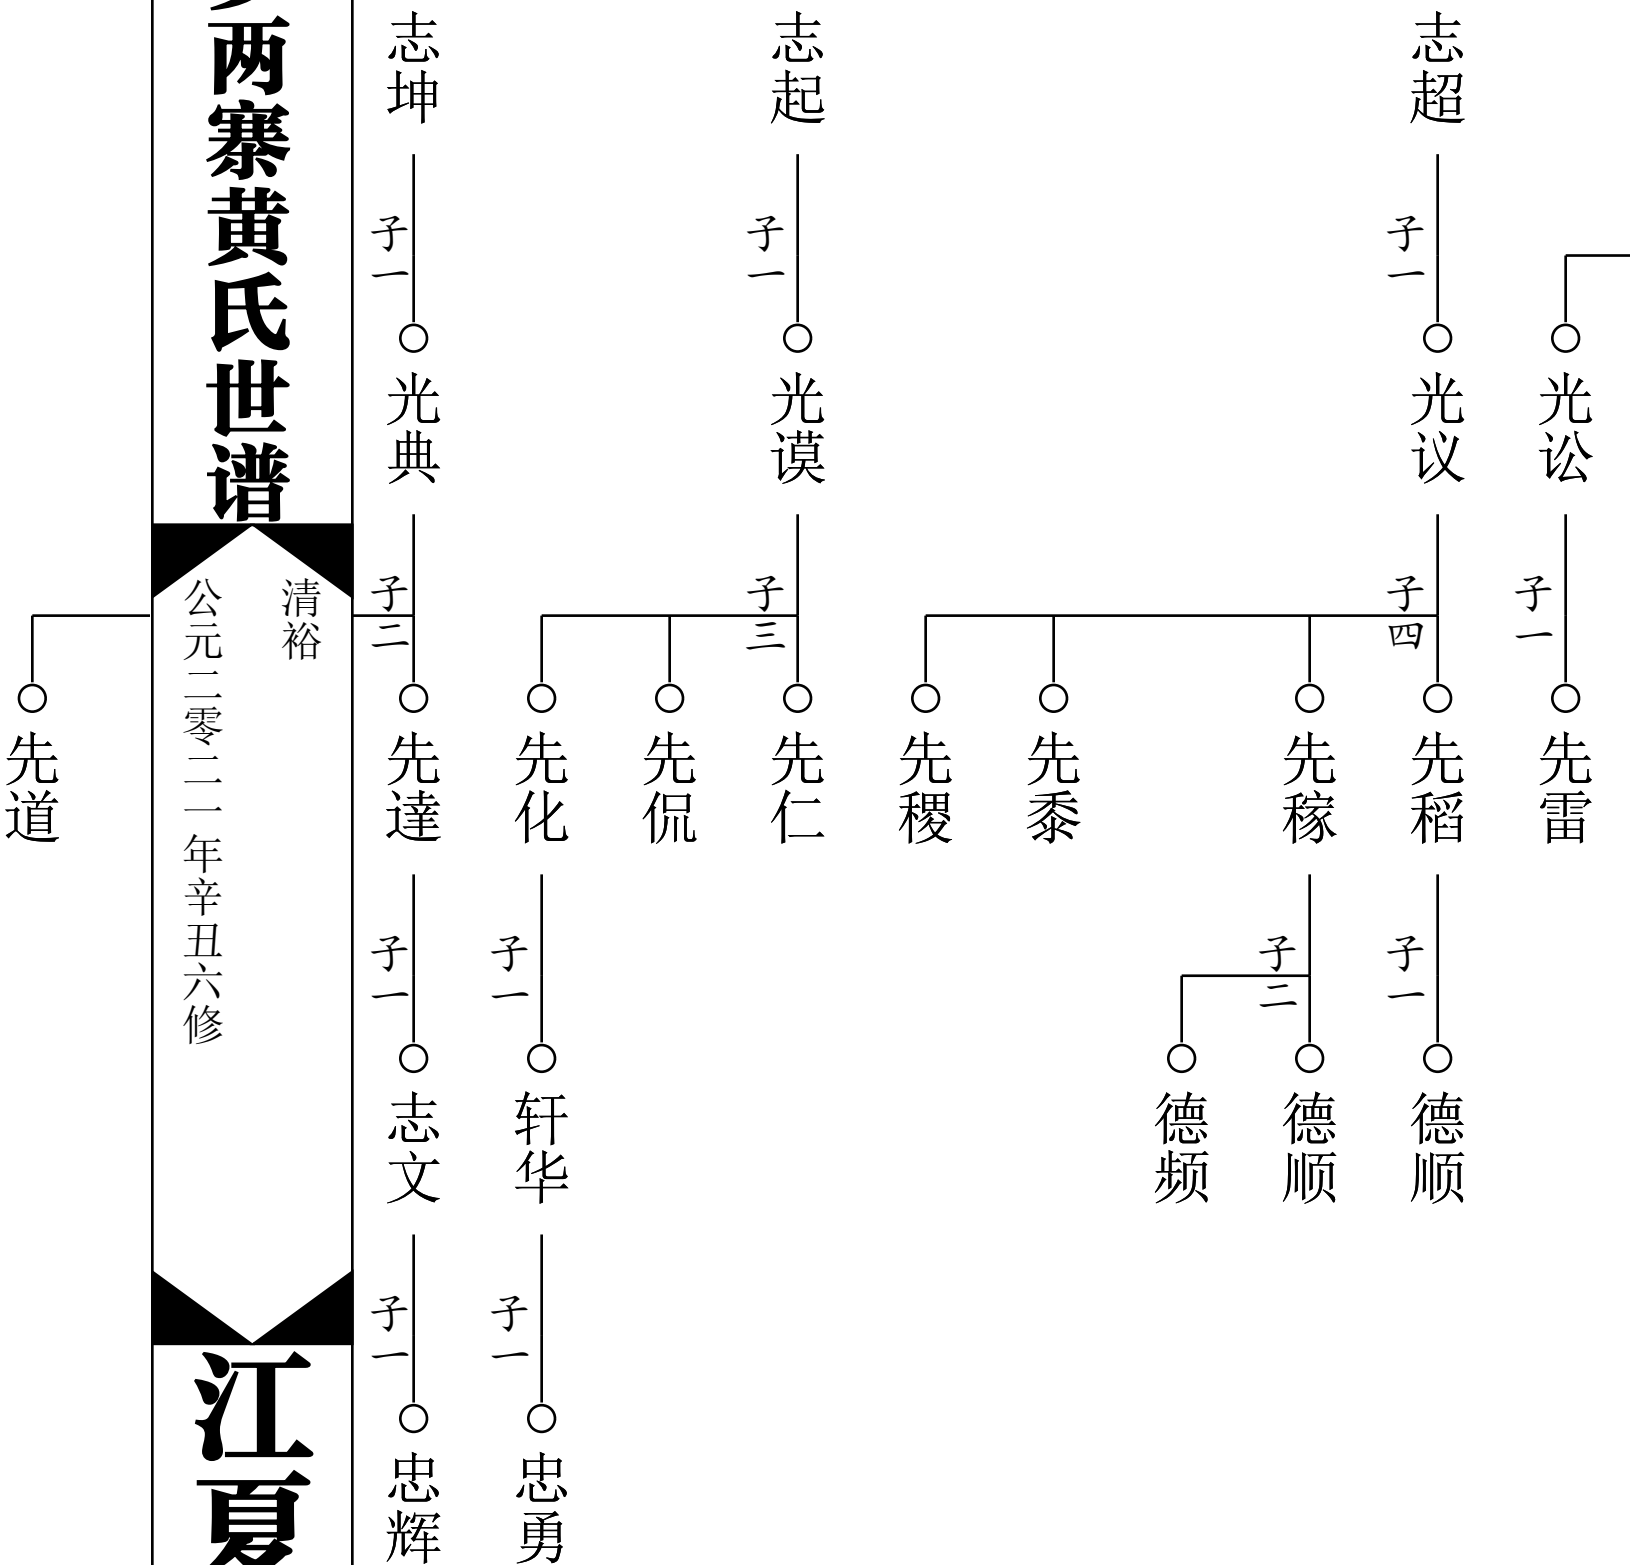 志超
子一
光议
子四
先稻
子一
德顺
先稼
子二
德顺
德频
先黍
先稷
光讼
子一
先雷
志起
子一
光谟
子三
先仁
先侃
先化
子一
轩华
子一
忠勇
志坤
子一
光典
子二
先達
子一
志文
子一
忠辉
先道
两寨黄氏世谱
清裕
公元二零二一年辛丑六修
江夏